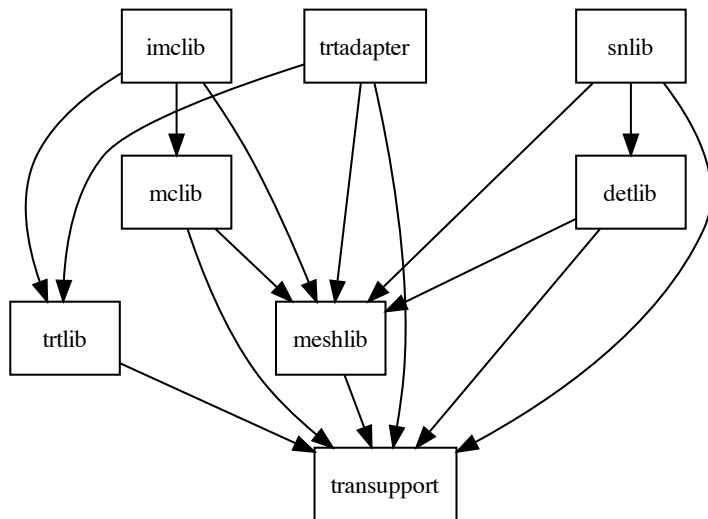 imclib
trtadapter
snlib
mclib
detlib
trtlib
meshlib
transupport